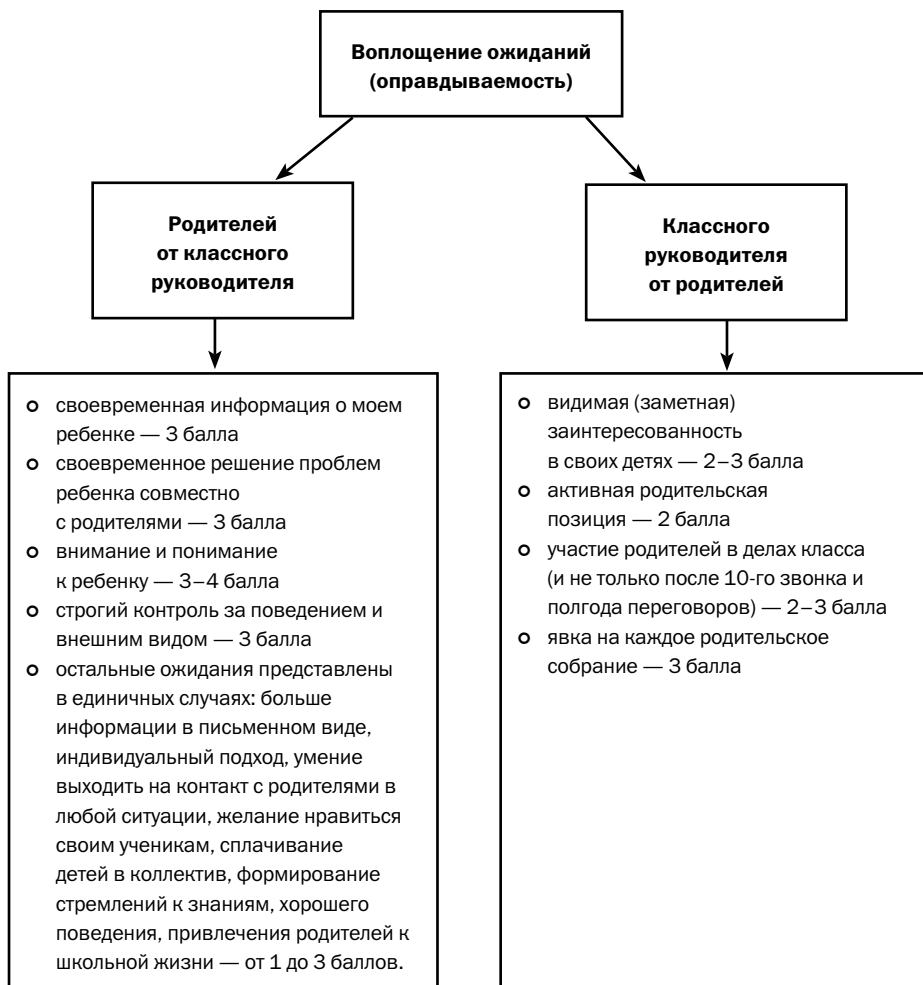 Воплощение ожиданий
(оправдываемость)
Родителей
от классного
руководителя
Классного
руководителя
от родителей
своевременная информация о моем
ребенке — 3 балла
своевременное решение проблем
ребенка совместно
с родителями — 3 балла
внимание и понимание
к ребенку — 3–4 балла
строгий контроль за поведением и
внешним видом — 3 балла
остальные ожидания представлены
в единичных случаях: больше
информации в письменном виде,
индивидуальный подход, умение
выходить на контакт с родителями в
любой ситуации, желание нравиться
своим ученикам, сплачивание
детей в коллектив, формирование
стремлений к знаниям, хорошего
поведения, привлечения родителей к
школьной жизни — от 1 до 3 баллов.
видимая (заметная)
заинтересованность
в своих детях — 2–3 балла
активная родительская
позиция — 2 балла
участие родителей в делах класса
(и не только после 10-го звонка и
полгода переговоров) — 2–3 балла
явка на каждое родительское
собрание — 3 балла